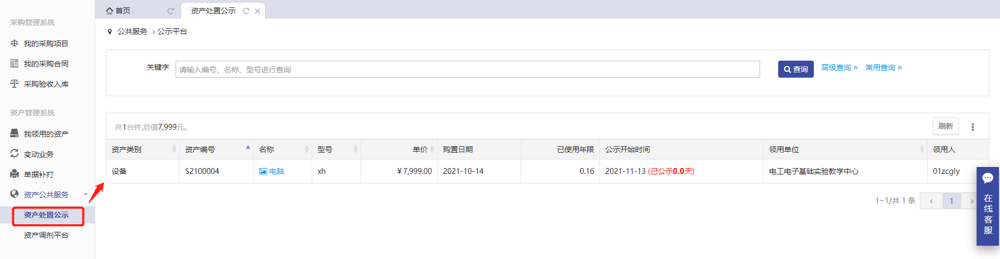 首页
资产处置公示
采购管理系统
我的采购项目
我的采购合同
采购验收入库
资产管理系统
我领用的资产
变动业务
单据补打
资产公共服务 -
资产处置公示
资产调剂平台
公共服务 › 公示平台
关键字 请输入编号、名称、型号进行查询 查询 高级查询 常用查询
共1台件,总值7,999元。 刷新
资产类别 资产编号 名称 型号 单价 购置日期 已使用年限 公示开始时间 领用单位 领用人
设备 S2100004 电脑 xh ¥7,999.00 2021-10-14 0.16 2021-11-13 (已公示0.0天) 电工电子基础实验教学中心 01zcgly
1~1/共 1 条 ‹ 1 ›
在线客服